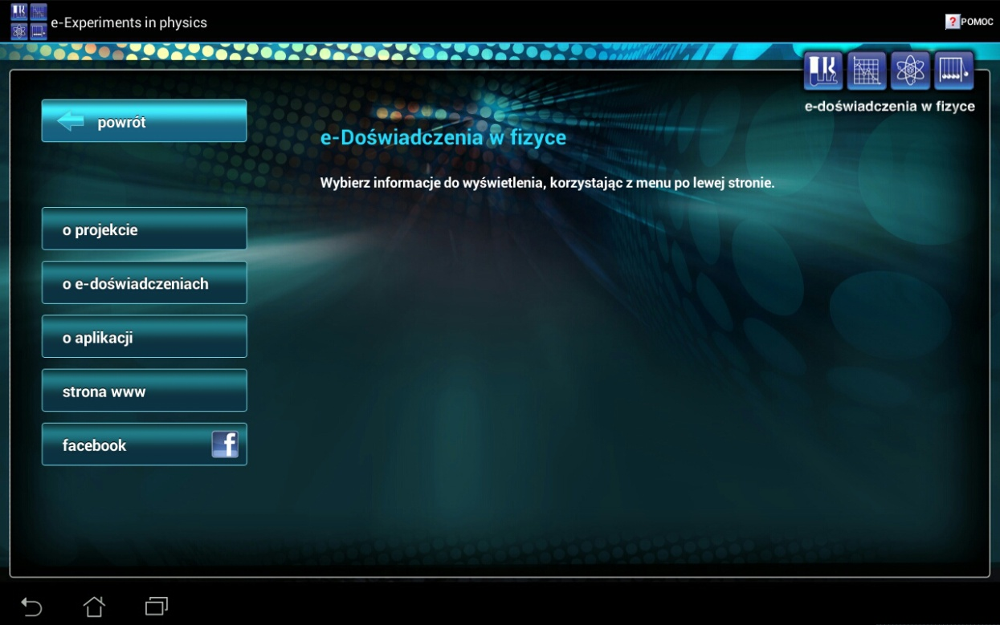 e-Experiments in physics
? POMOC
e-doświadczenia w fizyce
powrót
e-Doświadczenia w fizyce
Wybierz informacje do wyświetlenia, korzystając z menu po lewej stronie.
o projekcie
o e-doświadczeniach
o aplikacji
strona www
facebook f